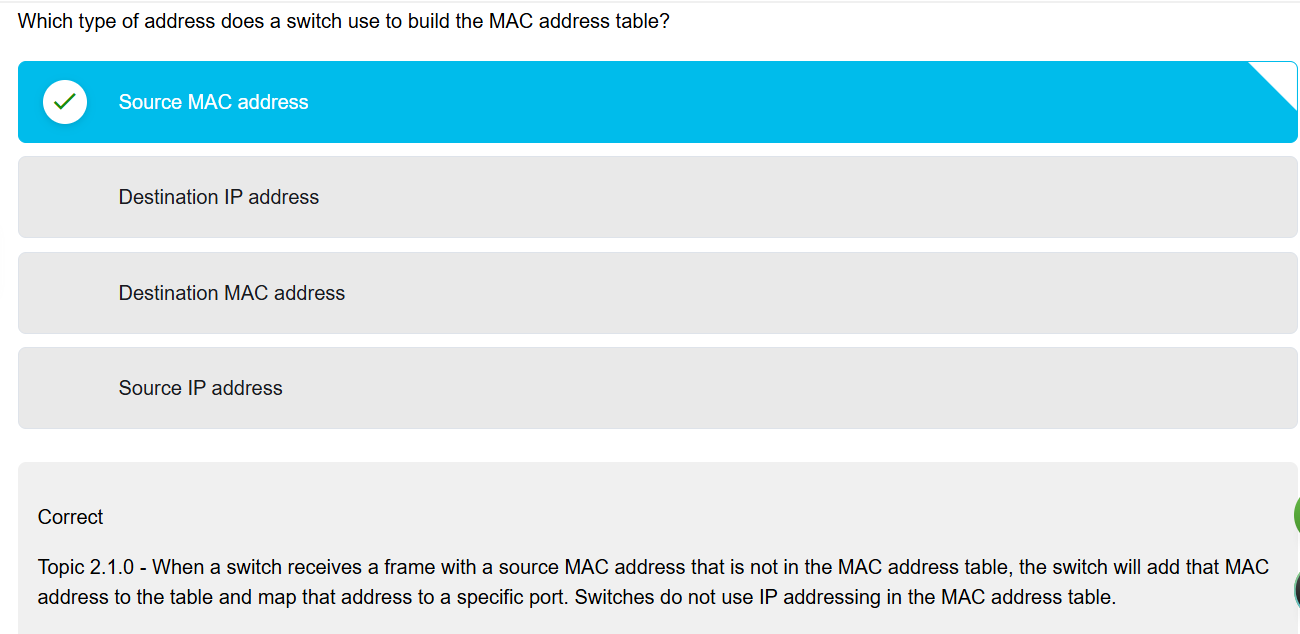 Which type of address does a switch use to build the MAC address table?
Source MAC address
Destination IP address
Destination MAC address
Source IP address
Correct
Topic 2.1.0 - When a switch receives a frame with a source MAC address that is not in the MAC address table, the switch will add that MAC
address to the table and map that address to a specific port. Switches do not use IP addressing in the MAC address table.